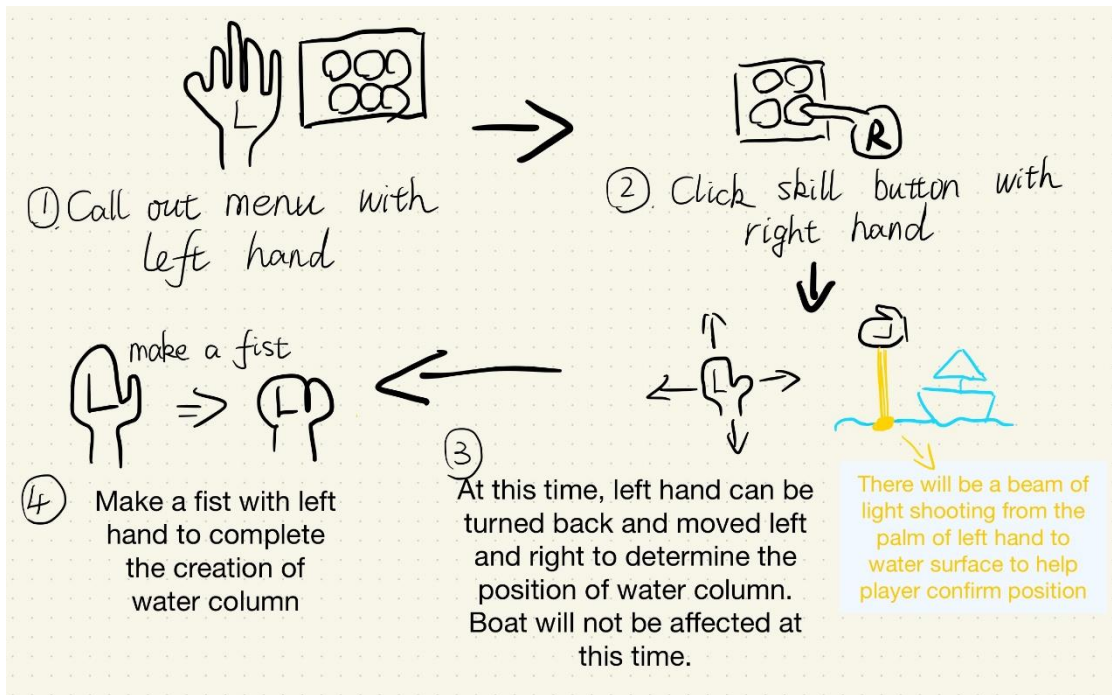 L
① Call out menu with
left hand
R
② Click skill button with
right hand
L
L
③
At this time, left hand can be
turned back and moved left
and right to determine the
position of water column.
Boat will not be affected at
this time.
There will be a beam of
light shooting from the
palm of left hand to
water surface to help
player confirm position
make a fist
L
L
④
Make a fist with left
hand to complete
the creation of
water column